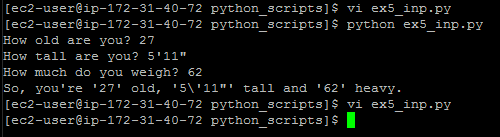 [ec2-user@ip-172-31-40-72 python_scripts]$ vi ex5_inp.py
[ec2-user@ip-172-31-40-72 python_scripts]$ python ex5_inp.py
How old are you? 27
How tall are you? 5'11"
How much do you weigh? 62
So, you're '27' old, '5\'11"' tall and '62' heavy.
[ec2-user@ip-172-31-40-72 python_scripts]$ vi ex5_inp.py
[ec2-user@ip-172-31-40-72 python_scripts]$